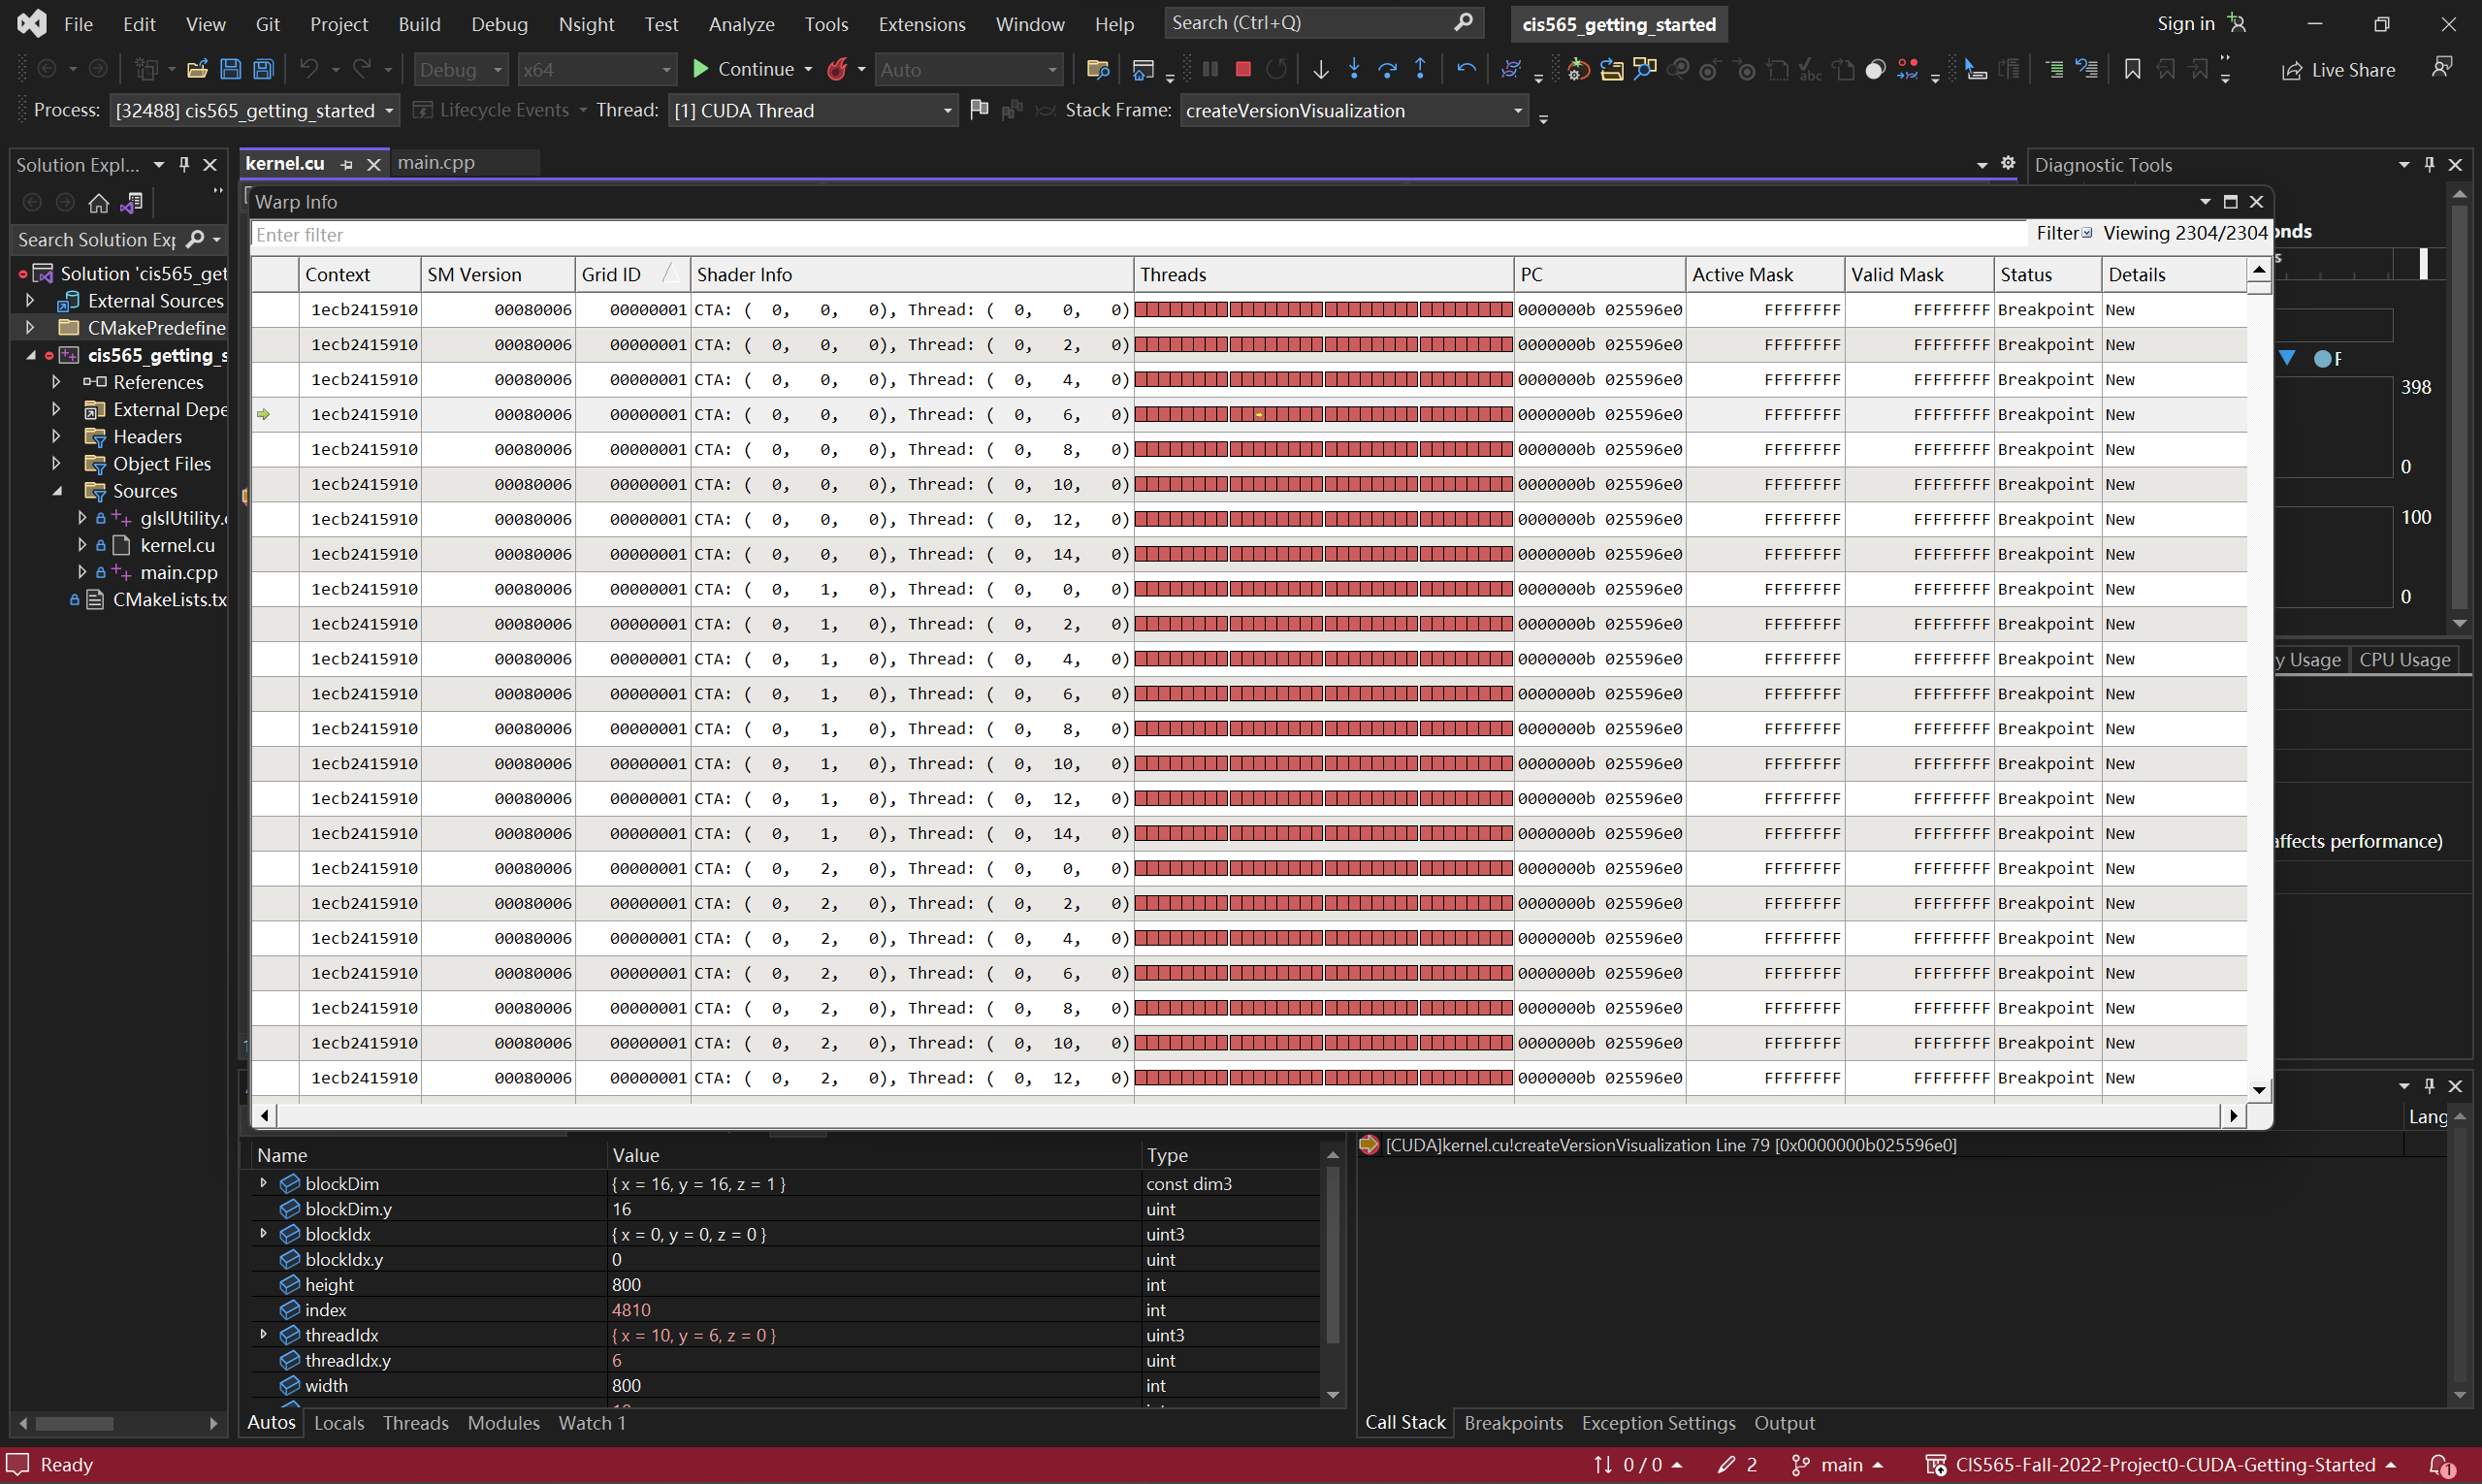 File Edit View Git Project Build Debug Nsight Test Analyze Tools Extensions Window Help Search (Ctrl+Q) cis565_getting_started Sign in
Debug x64 Continue Auto Live Share
Process: [32488] cis565_getting_started Lifecycle Events Thread: [1] CUDA Thread Stack Frame: createVersionVisualization
Solution Expl...
Search Solution Exp
Solution 'cis565_get
External Sources
CMakePredefine
cis565_getting_s
References
External Depe
Headers
Object Files
Sources
glslUtility.c
kernel.cu
main.cpp
CMakeLists.tx
kernel.cu main.cpp
Warp Info
Enter filter Filter Viewing 2304/2304
Context SM Version Grid ID Shader Info Threads PC Active Mask Valid Mask Status Details
1ecb2415910 00080006 00000001 CTA: ( 0, 0, 0), Thread: ( 0, 0, 0) 0000000b 025596e0 FFFFFFFF FFFFFFFF Breakpoint New
1ecb2415910 00080006 00000001 CTA: ( 0, 0, 0), Thread: ( 0, 2, 0) 0000000b 025596e0 FFFFFFFF FFFFFFFF Breakpoint New
1ecb2415910 00080006 00000001 CTA: ( 0, 0, 0), Thread: ( 0, 4, 0) 0000000b 025596e0 FFFFFFFF FFFFFFFF Breakpoint New
1ecb2415910 00080006 00000001 CTA: ( 0, 0, 0), Thread: ( 0, 6, 0) 0000000b 025596e0 FFFFFFFF FFFFFFFF Breakpoint New
1ecb2415910 00080006 00000001 CTA: ( 0, 0, 0), Thread: ( 0, 8, 0) 0000000b 025596e0 FFFFFFFF FFFFFFFF Breakpoint New
1ecb2415910 00080006 00000001 CTA: ( 0, 0, 0), Thread: ( 0, 10, 0) 0000000b 025596e0 FFFFFFFF FFFFFFFF Breakpoint New
1ecb2415910 00080006 00000001 CTA: ( 0, 0, 0), Thread: ( 0, 12, 0) 0000000b 025596e0 FFFFFFFF FFFFFFFF Breakpoint New
1ecb2415910 00080006 00000001 CTA: ( 0, 0, 0), Thread: ( 0, 14, 0) 0000000b 025596e0 FFFFFFFF FFFFFFFF Breakpoint New
1ecb2415910 00080006 00000001 CTA: ( 0, 1, 0), Thread: ( 0, 0, 0) 0000000b 025596e0 FFFFFFFF FFFFFFFF Breakpoint New
1ecb2415910 00080006 00000001 CTA: ( 0, 1, 0), Thread: ( 0, 2, 0) 0000000b 025596e0 FFFFFFFF FFFFFFFF Breakpoint New
1ecb2415910 00080006 00000001 CTA: ( 0, 1, 0), Thread: ( 0, 4, 0) 0000000b 025596e0 FFFFFFFF FFFFFFFF Breakpoint New
1ecb2415910 00080006 00000001 CTA: ( 0, 1, 0), Thread: ( 0, 6, 0) 0000000b 025596e0 FFFFFFFF FFFFFFFF Breakpoint New
1ecb2415910 00080006 00000001 CTA: ( 0, 1, 0), Thread: ( 0, 8, 0) 0000000b 025596e0 FFFFFFFF FFFFFFFF Breakpoint New
1ecb2415910 00080006 00000001 CTA: ( 0, 1, 0), Thread: ( 0, 10, 0) 0000000b 025596e0 FFFFFFFF FFFFFFFF Breakpoint New
1ecb2415910 00080006 00000001 CTA: ( 0, 1, 0), Thread: ( 0, 12, 0) 0000000b 025596e0 FFFFFFFF FFFFFFFF Breakpoint New
1ecb2415910 00080006 00000001 CTA: ( 0, 1, 0), Thread: ( 0, 14, 0) 0000000b 025596e0 FFFFFFFF FFFFFFFF Breakpoint New
1ecb2415910 00080006 00000001 CTA: ( 0, 2, 0), Thread: ( 0, 0, 0) 0000000b 025596e0 FFFFFFFF FFFFFFFF Breakpoint New
1ecb2415910 00080006 00000001 CTA: ( 0, 2, 0), Thread: ( 0, 2, 0) 0000000b 025596e0 FFFFFFFF FFFFFFFF Breakpoint New
1ecb2415910 00080006 00000001 CTA: ( 0, 2, 0), Thread: ( 0, 4, 0) 0000000b 025596e0 FFFFFFFF FFFFFFFF Breakpoint New
1ecb2415910 00080006 00000001 CTA: ( 0, 2, 0), Thread: ( 0, 6, 0) 0000000b 025596e0 FFFFFFFF FFFFFFFF Breakpoint New
1ecb2415910 00080006 00000001 CTA: ( 0, 2, 0), Thread: ( 0, 8, 0) 0000000b 025596e0 FFFFFFFF FFFFFFFF Breakpoint New
1ecb2415910 00080006 00000001 CTA: ( 0, 2, 0), Thread: ( 0, 10, 0) 0000000b 025596e0 FFFFFFFF FFFFFFFF Breakpoint New
1ecb2415910 00080006 00000001 CTA: ( 0, 2, 0), Thread: ( 0, 12, 0) 0000000b 025596e0 FFFFFFFF FFFFFFFF Breakpoint New
Diagnostic Tools
onds
s
F
398
0
100
0
y Usage CPU Usage
affects performance)
Name Value Type
blockDim { x = 16, y = 16, z = 1 } const dim3
blockDim.y 16 uint
blockIdx { x = 0, y = 0, z = 0 } uint3
blockIdx.y 0 uint
height 800 int
index 4810 int
threadIdx { x = 10, y = 6, z = 0 } uint3
threadIdx.y 6 uint
width 800 int
Autos Locals Threads Modules Watch 1
Lang
[CUDA]kernel.cu!createVersionVisualization Line 79 [0x0000000b025596e0]
Call Stack Breakpoints Exception Settings Output
Ready 0 / 0 2 main CIS565-Fall-2022-Project0-CUDA-Getting-Started 1